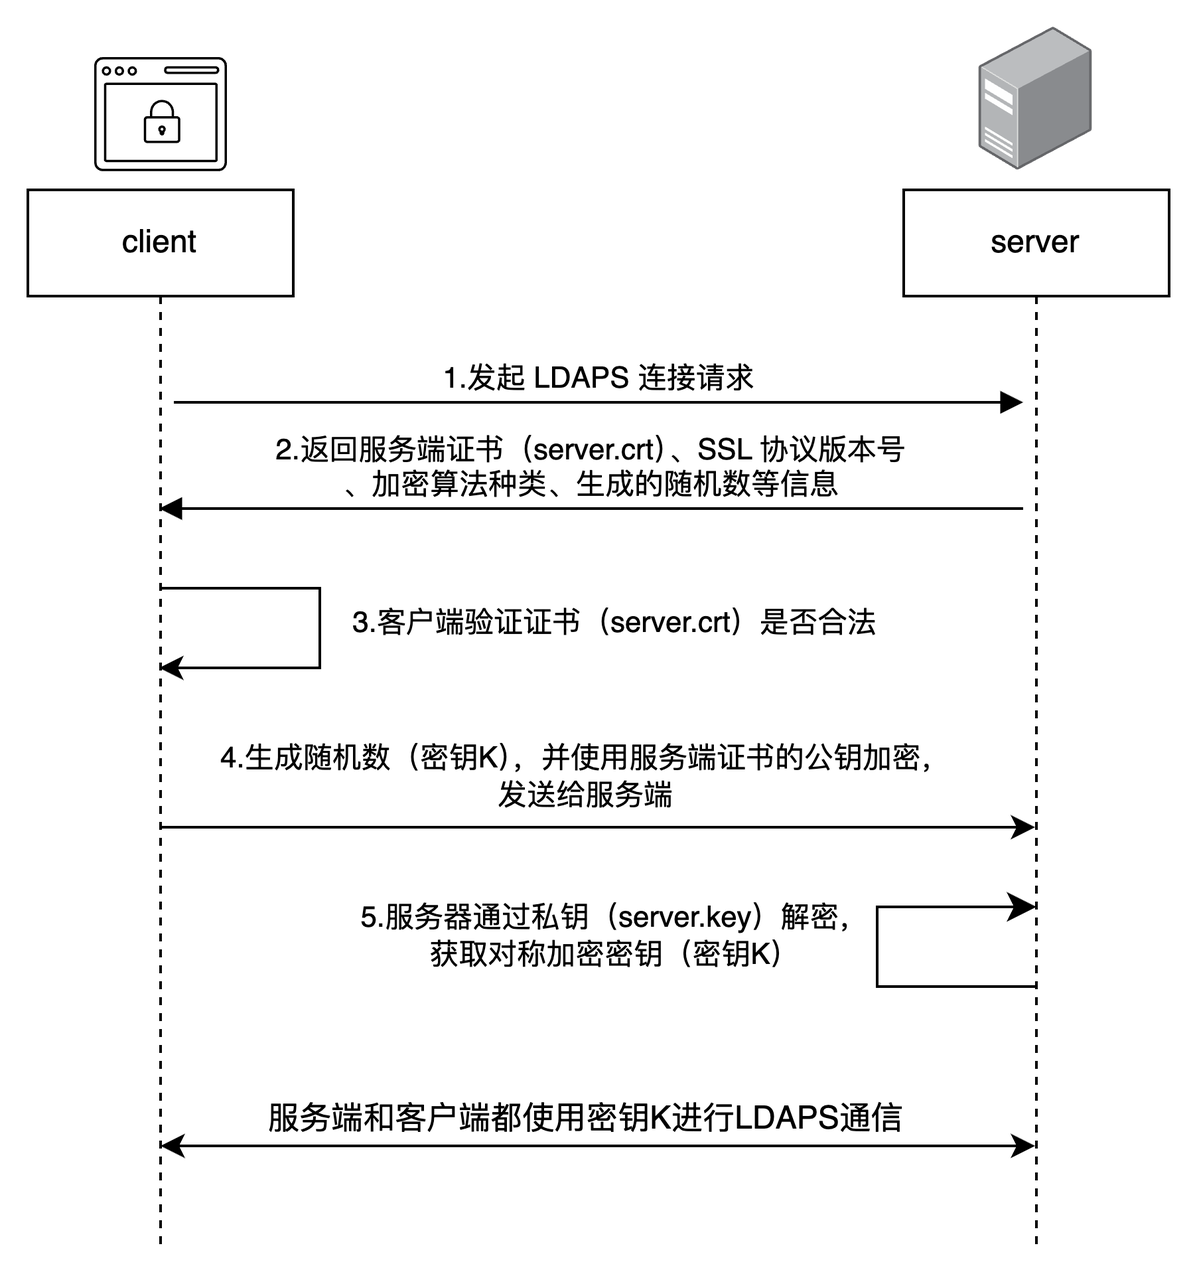 client
server
1.发起 LDAPS 连接请求
2.返回服务端证书（server.crt）、SSL 协议版本号
、加密算法种类、生成的随机数等信息
3.客户端验证证书（server.crt）是否合法
4.生成随机数（密钥K），并使用服务端证书的公钥加密，
发送给服务端
5.服务器通过私钥（server.key）解密，
获取对称加密密钥（密钥K）
服务端和客户端都使用密钥K进行LDAPS通信